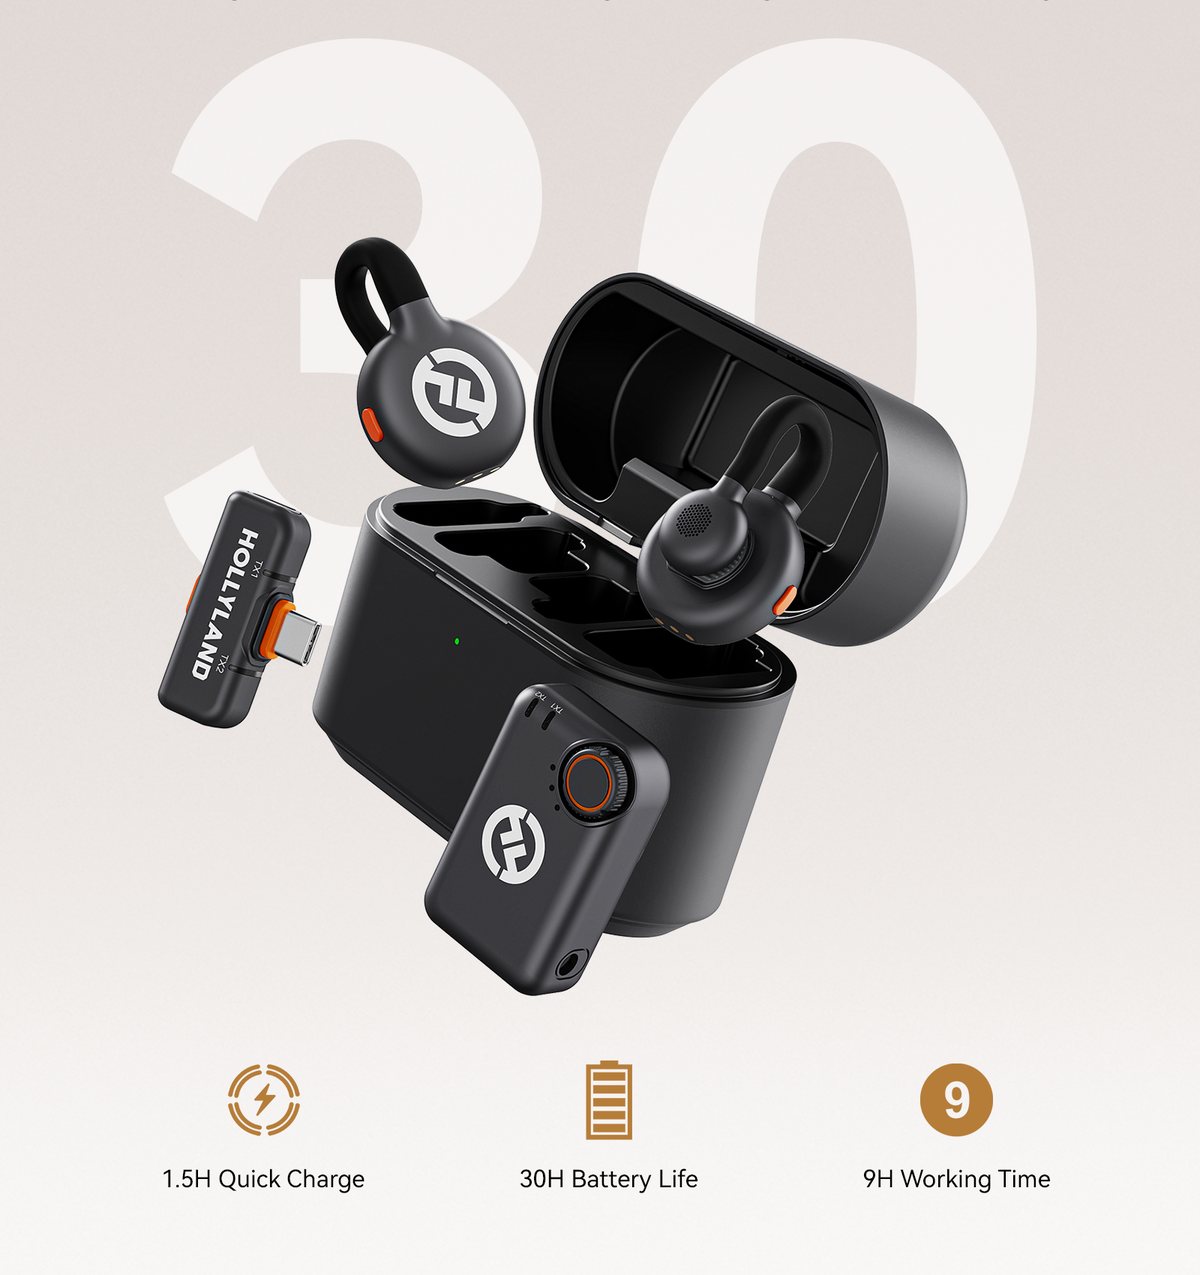 30
HOLLYLAND
TX1
TX2
TX2
TX1
9
1.5H Quick Charge
30H Battery Life
9H Working Time